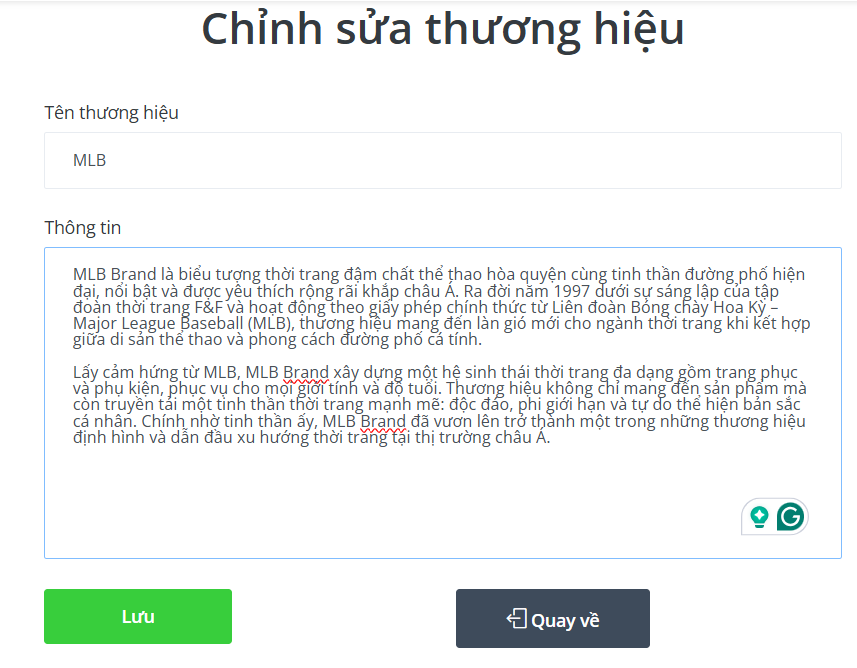 Chỉnh sửa thương hiệu
Tên thương hiệu
MLB
Thông tin
MLB Brand là biểu tượng thời trang đậm chất thể thao hòa quyện cùng tinh thần đường phố hiện
đại, nổi bật và được yêu thích rộng rãi khắp châu Á. Ra đời năm 1997 dưới sự sáng lập của tập
đoàn thời trang F&F và hoạt động theo giấy phép chính thức từ Liên đoàn Bóng chày Hoa Kỳ –
Major League Baseball (MLB), thương hiệu mang đến làn gió mới cho ngành thời trang khi kết hợp
giữa di sản thể thao và phong cách đường phố cá tính.
Lấy cảm hứng từ MLB, MLB Brand xây dựng một hệ sinh thái thời trang đa dạng gồm trang phục
và phụ kiện, phục vụ cho mọi giới tính và độ tuổi. Thương hiệu không chỉ mang đến sản phẩm mà
còn truyền tải một tinh thần thời trang mạnh mẽ: độc đáo, phi giới hạn và tự do thể hiện bản sắc
cá nhân. Chính nhờ tinh thần ấy, MLB Brand đã vươn lên trở thành một trong những thương hiệu
định hình và dẫn đầu xu hướng thời trang tại thị trường châu Á.
Lưu
Quay về